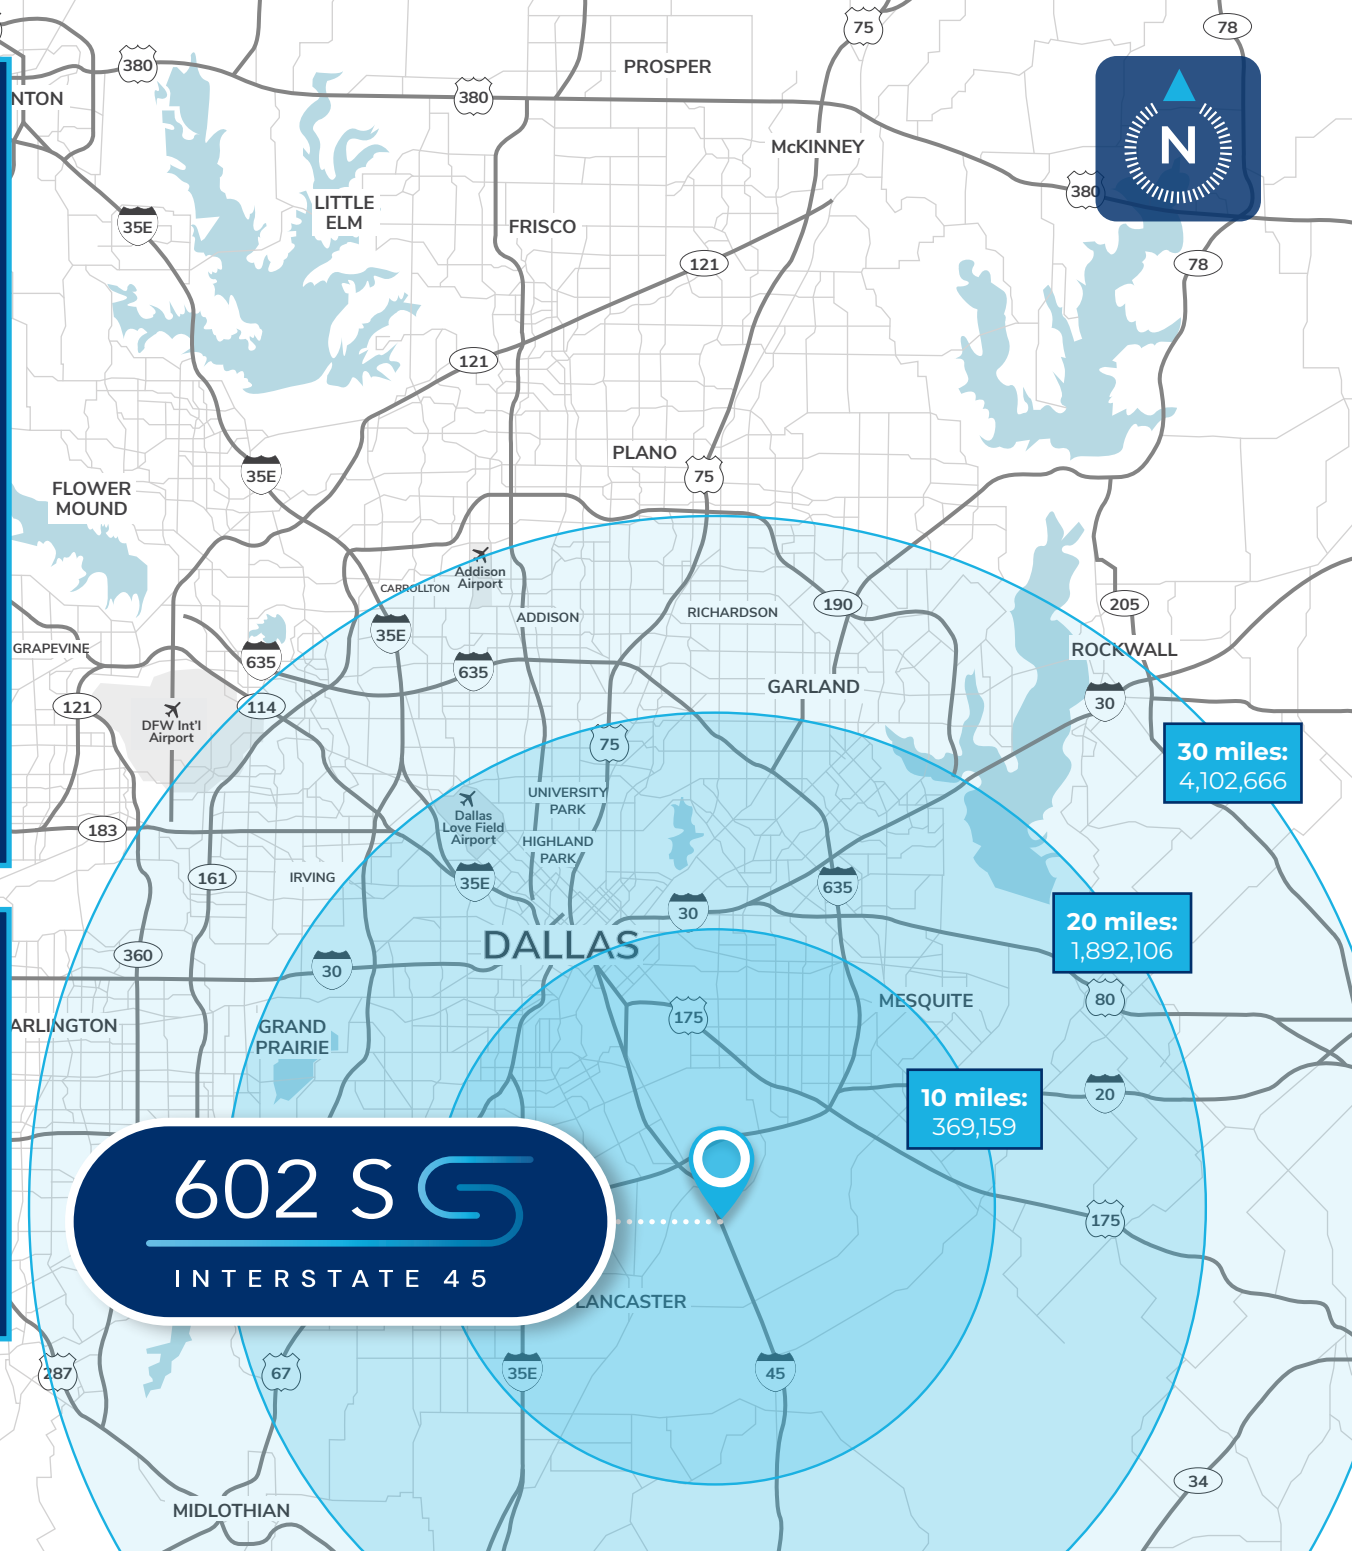 75
78
380
PROSPER
NTON
380
N
McKINNEY
380
LITTLE
ELM
35E
FRISCO
121
78
121
PLANO
75
35E
FLOWER
MOUND
Addison
Airport
CARROLLTON
190
205
RICHARDSON
ADDISON
35E
GRAPEVINE
ROCKWALL
635
635
GARLAND
30
121
114
DFW Int'l
Airport
75
30 miles:
4,102,666
UNIVERSITY
PARK
Dallas
Love Field
Airport
183
HIGHLAND
PARK
161
IRVING
35E
635
30
20 miles:
1,892,106
DALLAS
360
30
MESQUITE
80
175
ARLINGTON
GRAND
PRAIRIE
10 miles:
369,159
20
602 S
INTERSTATE 45
175
LANCASTER
287
67
35E
45
34
MIDLOTHIAN